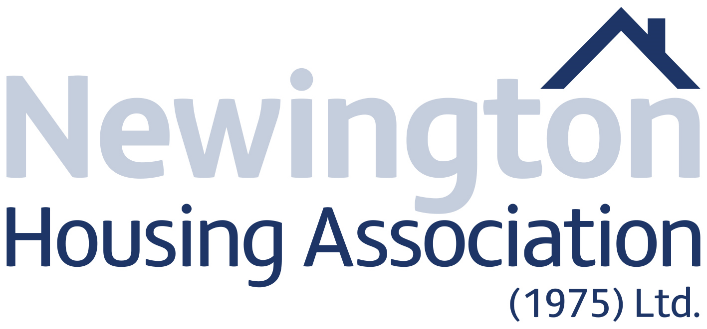 Newington
Housing Association
(1975) Ltd.